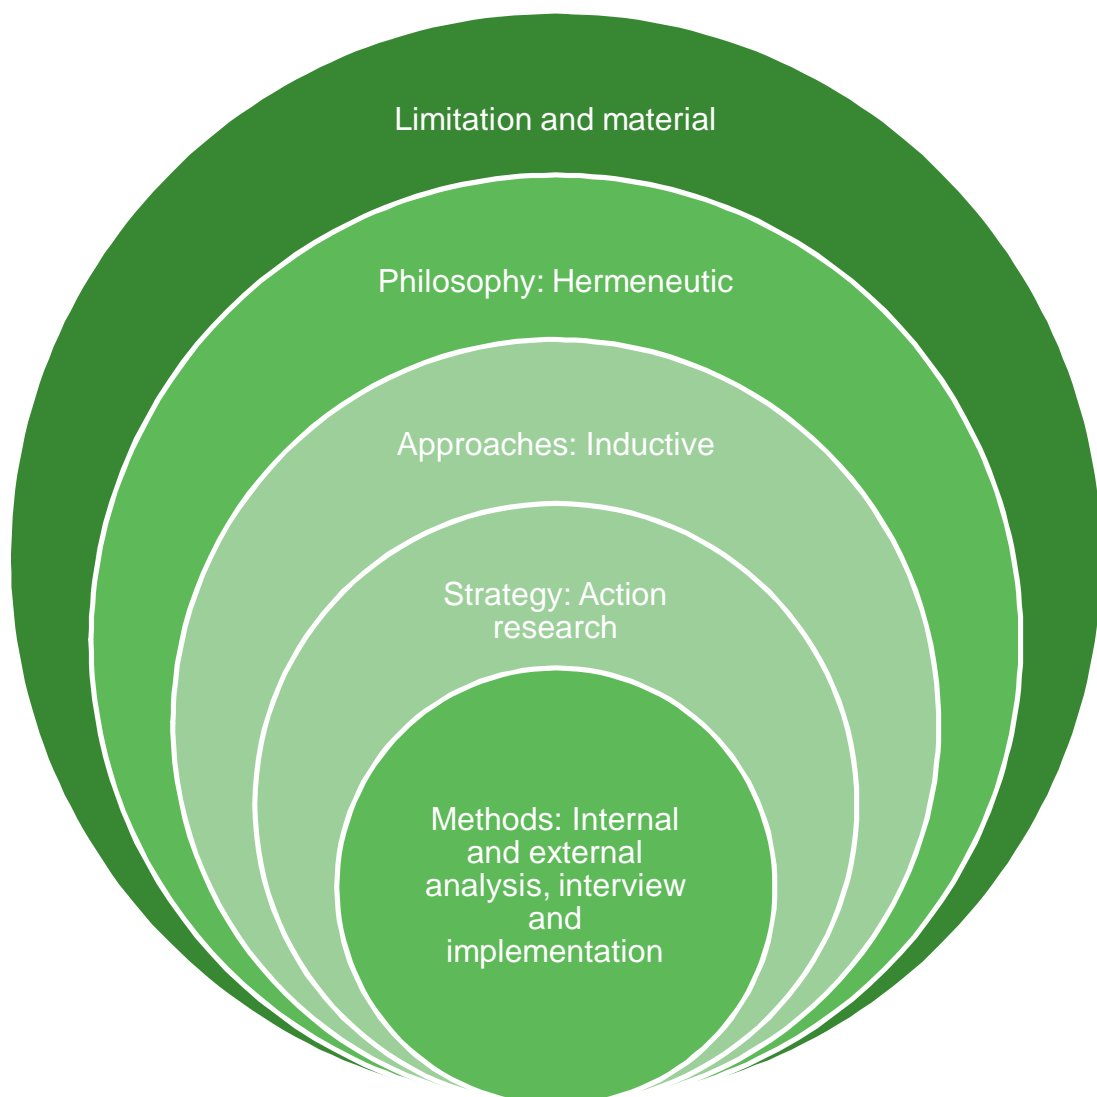 Limitation and material
Philosophy: Hermeneutic
Approaches: Inductive
Strategy: Action
research
Methods: Internal
and external
analysis, interview
and
implementation